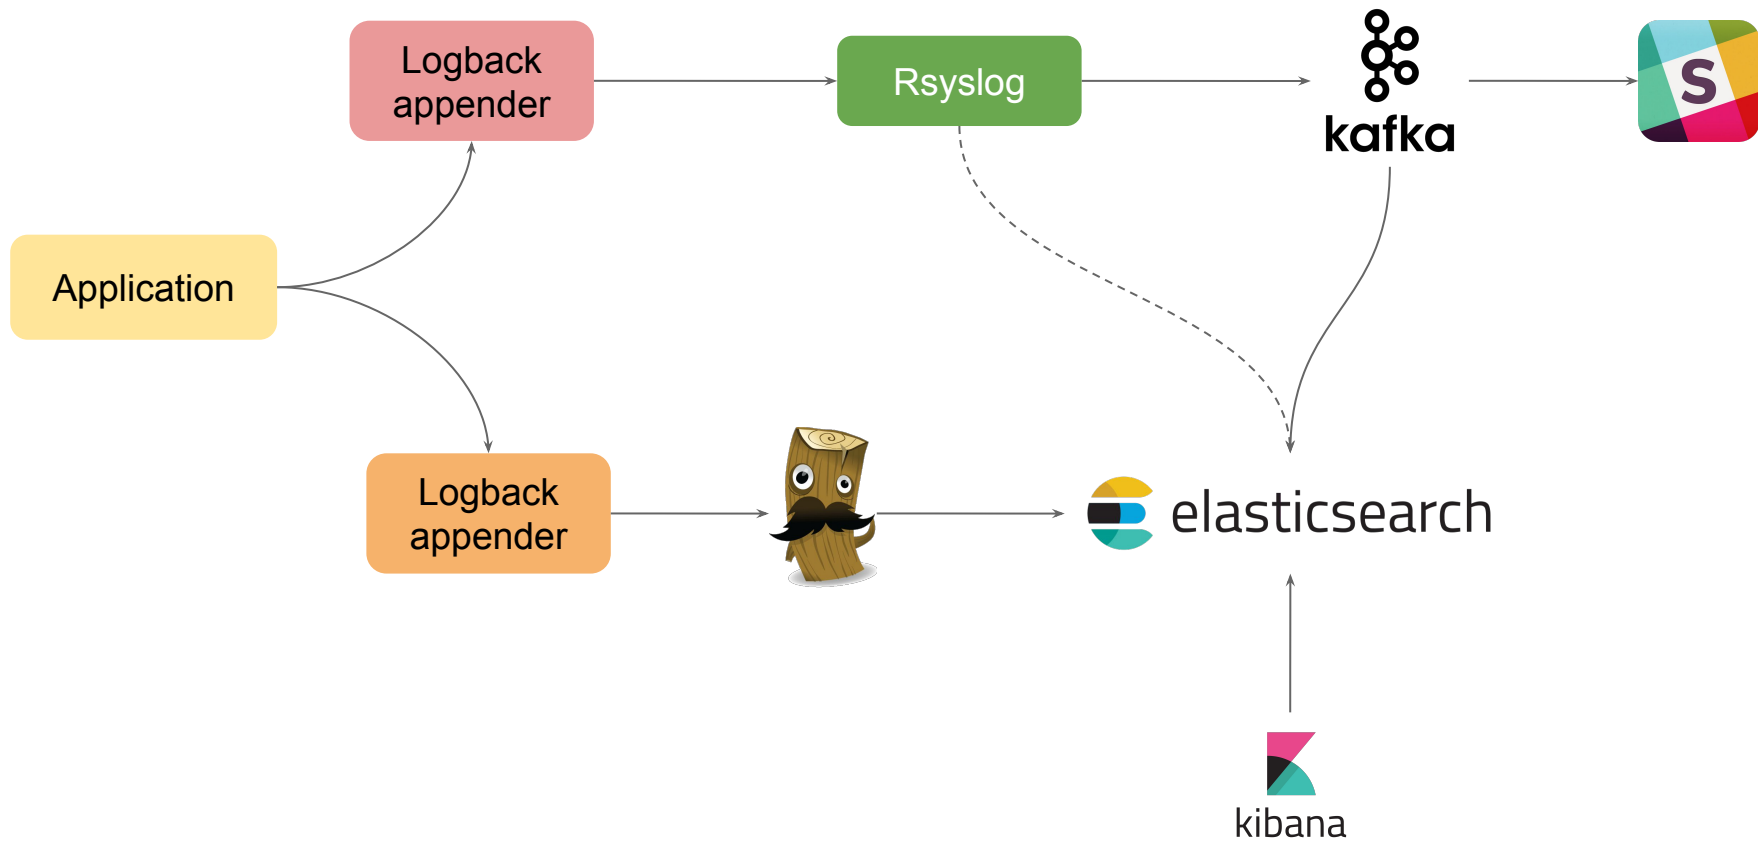 Logback
appender
Rsyslog
kafka
S
Application
Logback
appender
elasticsearch
kibana